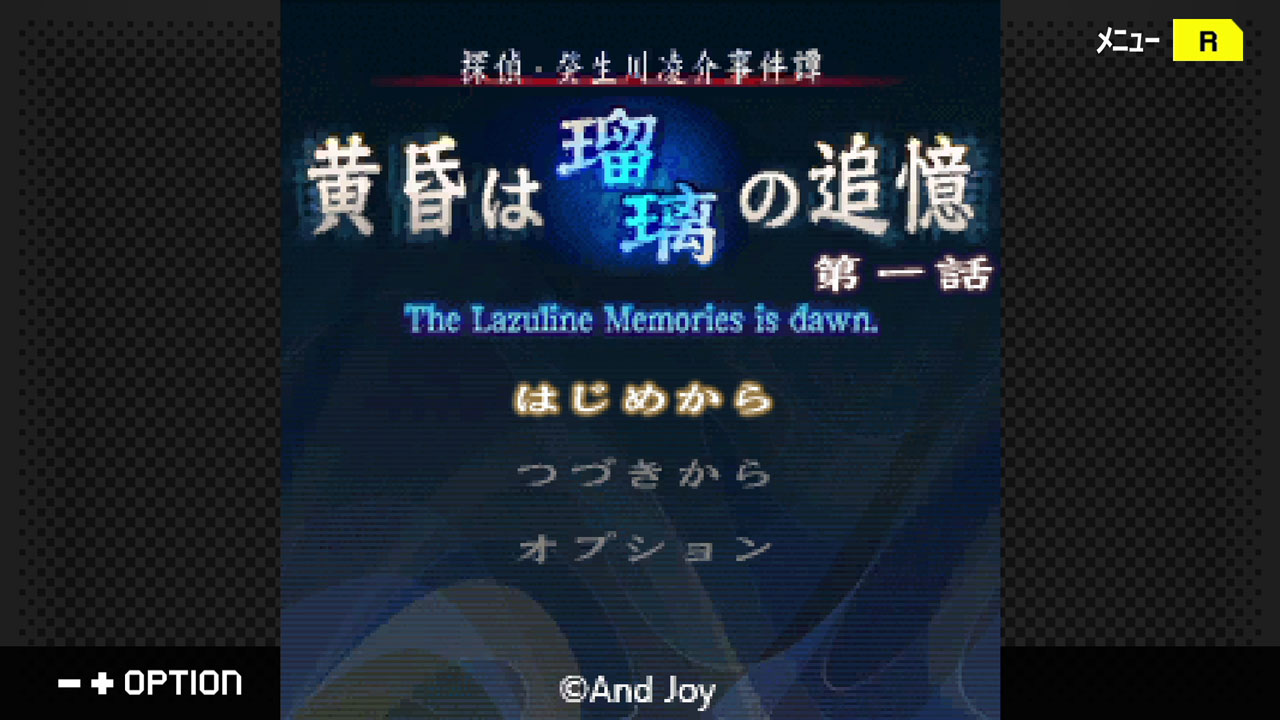 メニュー R
探偵・癸生川凌介事件譚
黄昏は瑠璃の追憶
第一話
The Lazuline Memories is dawn.
はじめから
つづきから
オプション
©And Joy
− + OPTION